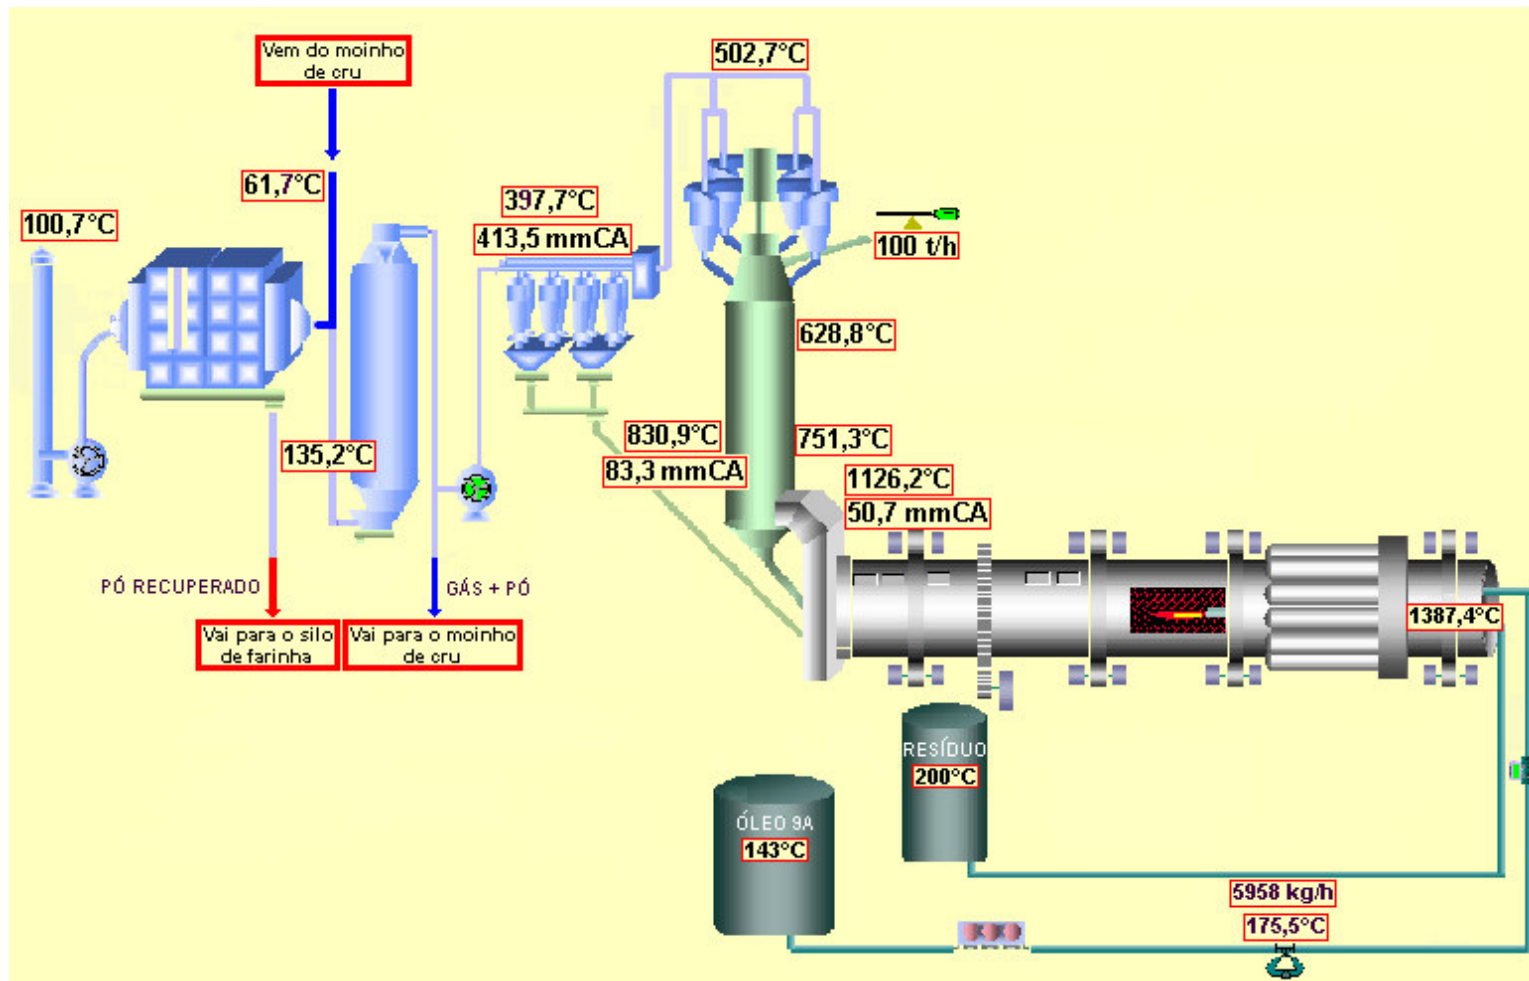 Vem do moinho
de cru
502,7°C
61,7°C
397,7°C
100,7°C
413,5 mmCA
100 t/h
628,8°C
830,9°C
751,3°C
135,2°C
83,3 mmCA
1126,2°C
50,7 mmCA
PÓ RECUPERADO
GÁS + PÓ
1387,4°C
Vai para o silo
de farinha
Vai para o moinho
de cru
RESÍDUO
200°C
ÓLEO 9A
143°C
5958 kg/h
175,5°C